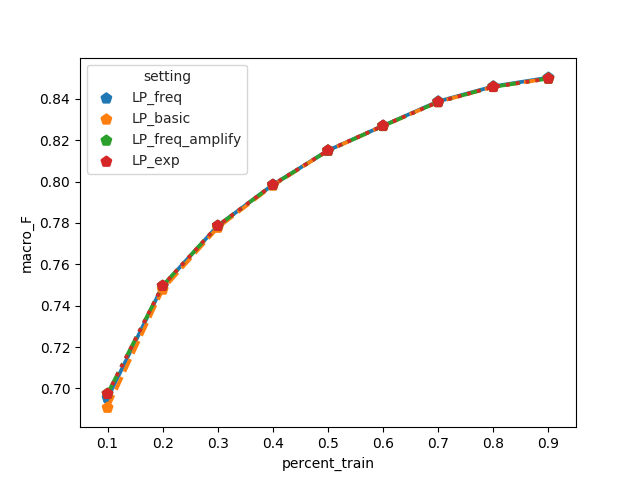 setting
LP_freq
LP_basic
LP_freq_amplify
LP_exp
macro_F
0.84
0.82
0.80
0.78
0.76
0.74
0.72
0.70
0.1 0.2 0.3 0.4 0.5 0.6 0.7 0.8 0.9
percent_train